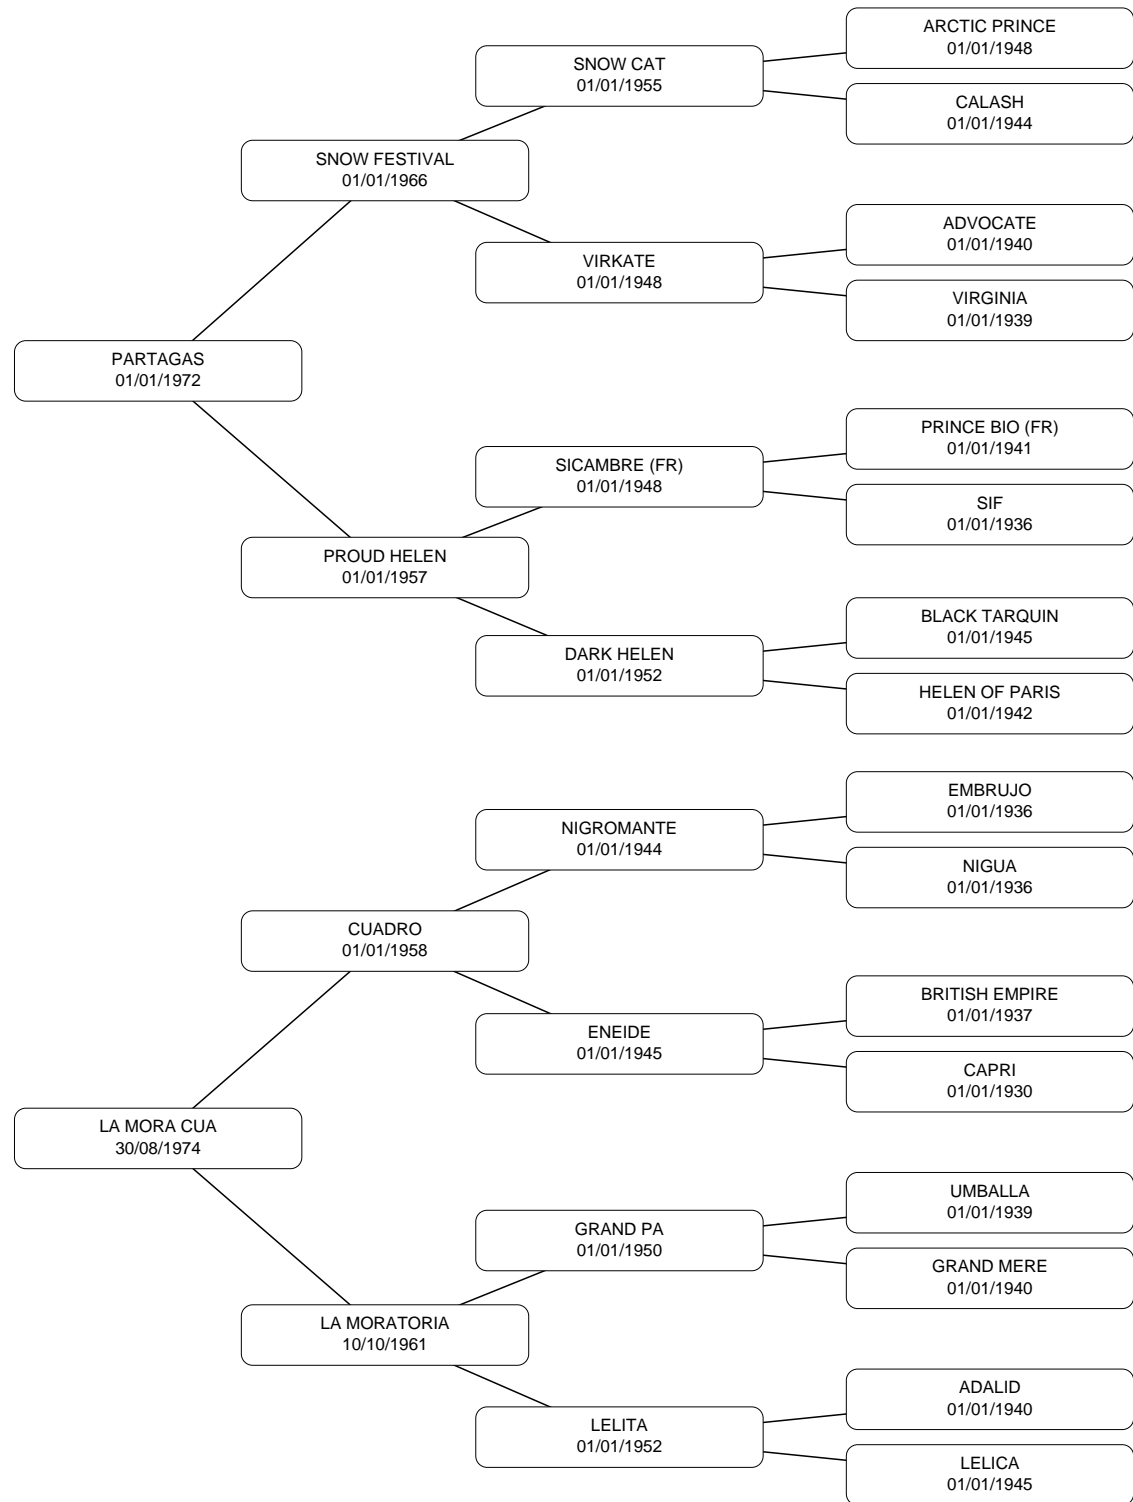 ARCTIC PRINCE
01/01/1948
SNOW CAT
01/01/1955
CALASH
01/01/1944
SNOW FESTIVAL
01/01/1966
ADVOCATE
01/01/1940
VIRKATE
01/01/1948
VIRGINIA
01/01/1939
PARTAGAS
01/01/1972
PRINCE BIO (FR)
01/01/1941
SICAMBRE (FR)
01/01/1948
SIF
01/01/1936
PROUD HELEN
01/01/1957
BLACK TARQUIN
01/01/1945
DARK HELEN
01/01/1952
HELEN OF PARIS
01/01/1942
EMBRUJO
01/01/1936
NIGROMANTE
01/01/1944
NIGUA
01/01/1936
CUADRO
01/01/1958
BRITISH EMPIRE
01/01/1937
ENEIDE
01/01/1945
CAPRI
01/01/1930
LA MORA CUA
30/08/1974
UMBALLA
01/01/1939
GRAND PA
01/01/1950
GRAND MERE
01/01/1940
LA MORATORIA
10/10/1961
ADALID
01/01/1940
LELITA
01/01/1952
LELICA
01/01/1945